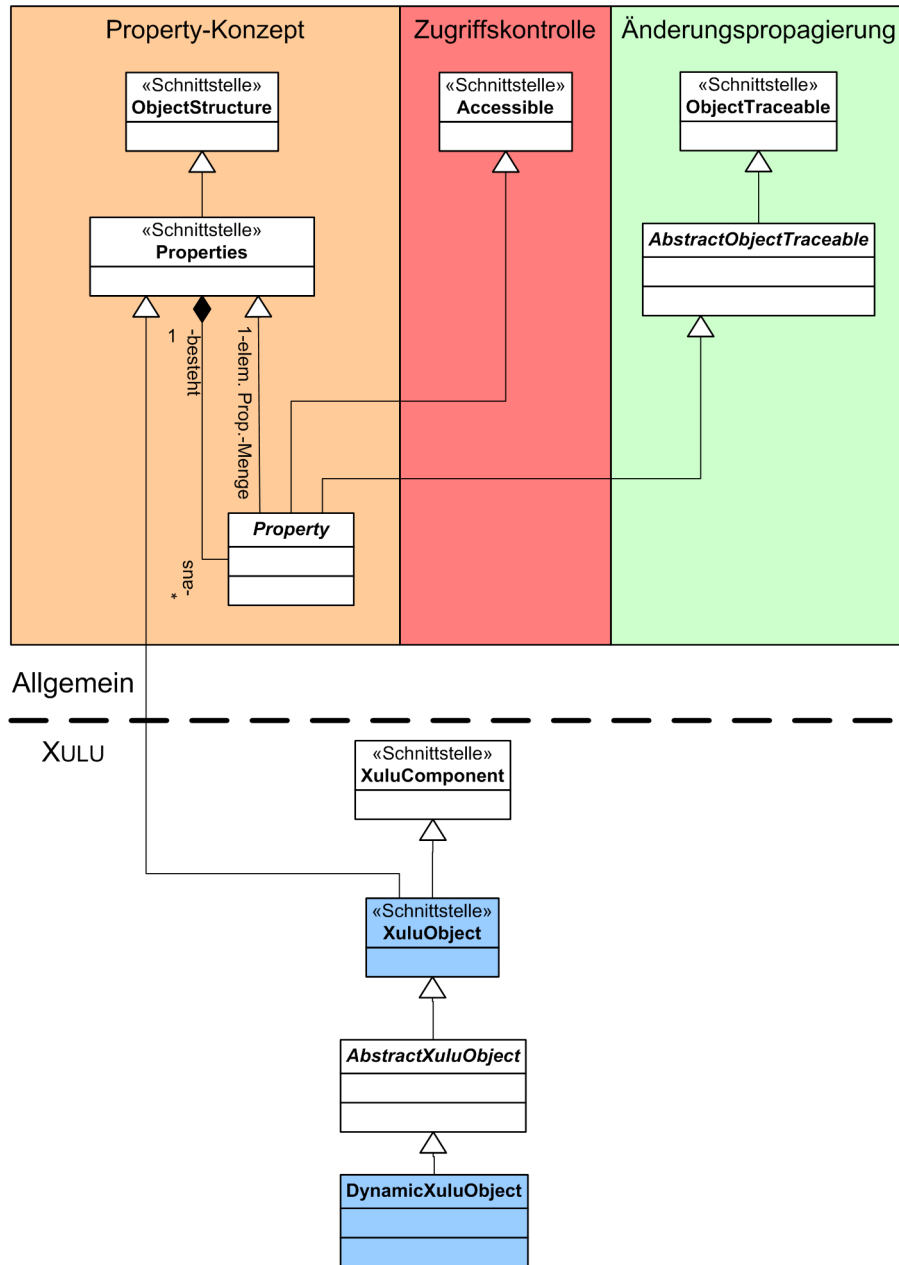 Property-Konzept
Zugriffskontrolle
Änderungspropagierung
«Schnittstelle»
ObjectStructure
«Schnittstelle»
Accessible
«Schnittstelle»
ObjectTraceable
«Schnittstelle»
Properties
AbstractObjectTraceable
1
-besteht
1-elem. Prop.-Menge
Property
-aus
*
Allgemein
XULU
«Schnittstelle»
XuluComponent
«Schnittstelle»
XuluObject
AbstractXuluObject
DynamicXuluObject